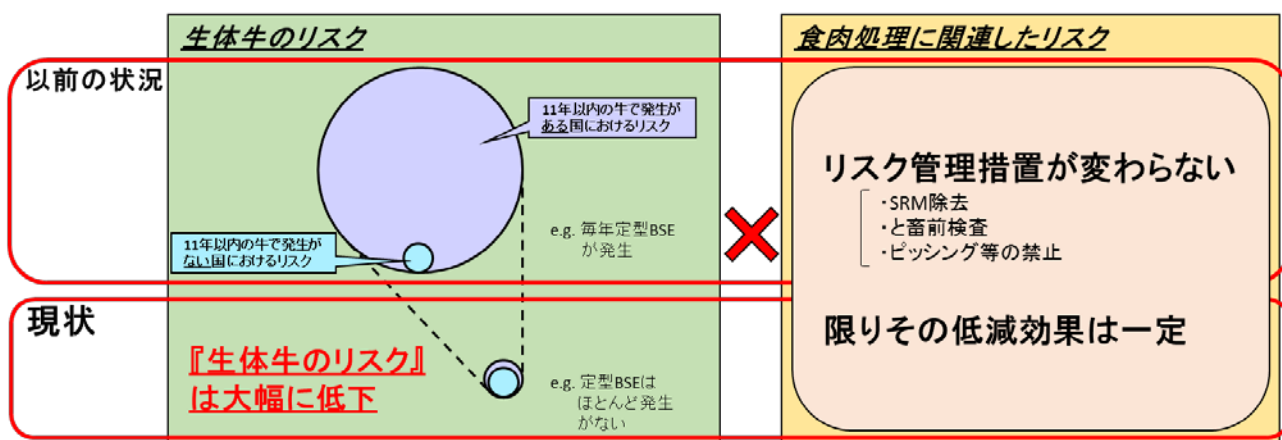 生体牛のリスク
食肉処理に関連したリスク
以前の状況
11年以内の牛で発生が
ある国におけるリスク
11年以内の牛で発生が
ない国におけるリスク
e.g. 毎年定型BSE
が発生
リスク管理措置が変わらない
・SRM除去
・と畜前検査
・ピッシング等の禁止
限りその低減効果は一定
現状
『生体牛のリスク』
は大幅に低下
e.g. 定型BSEは
ほとんど発生
がない